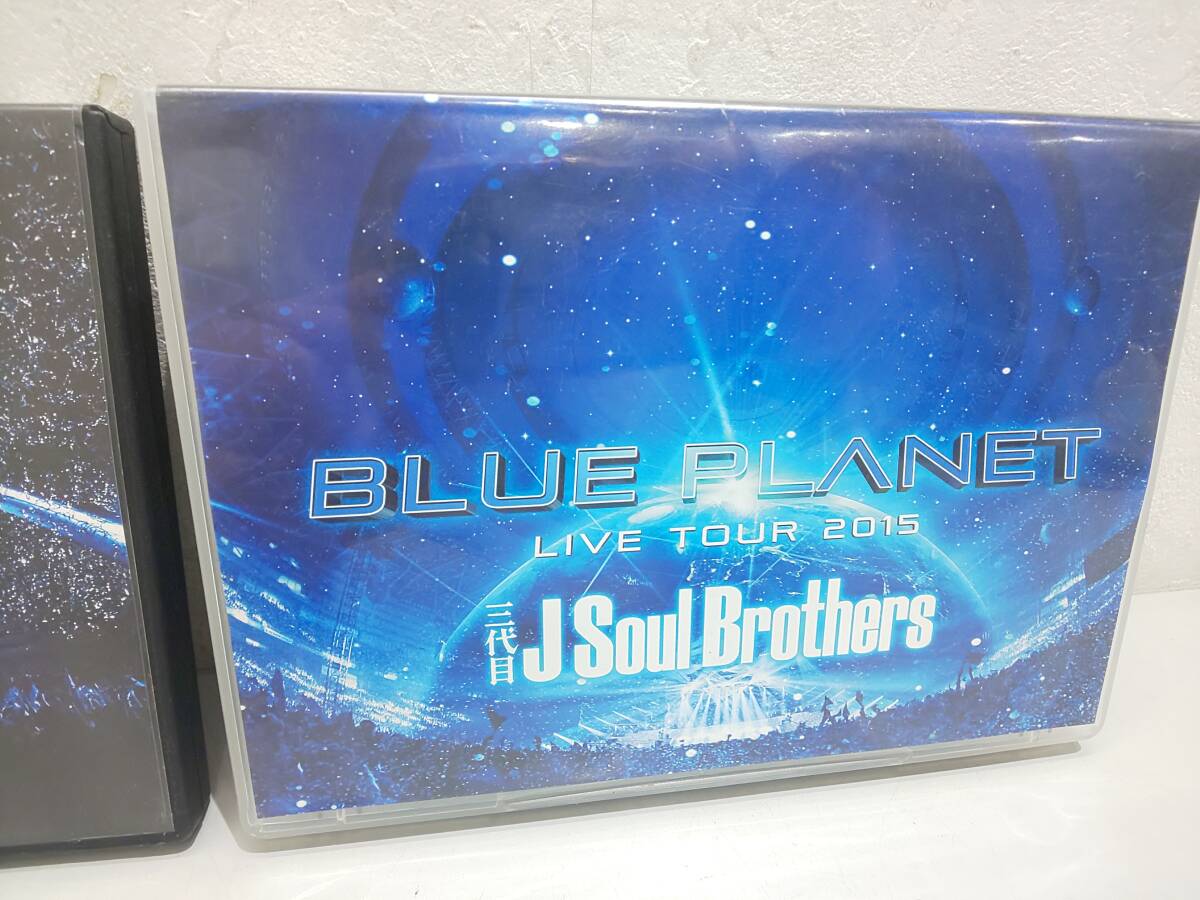 BLUE PLANET
LIVE TOUR 2015
三代目 J Soul Brothers